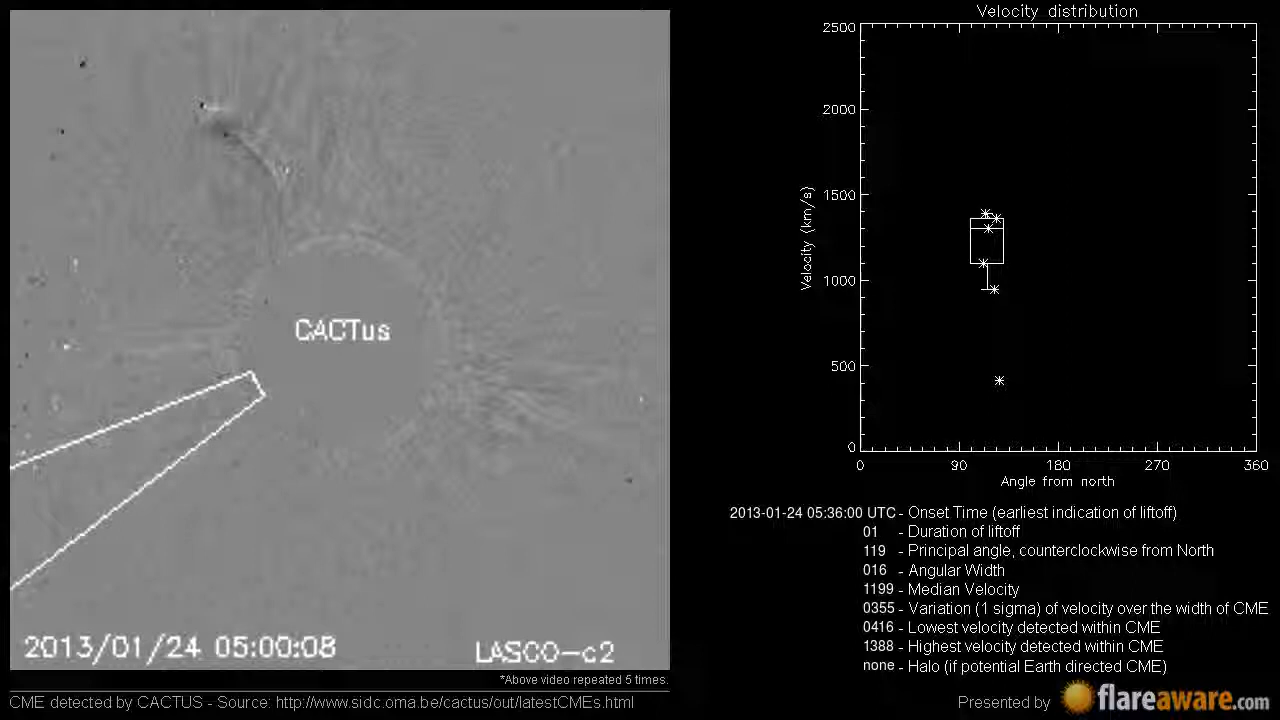 Velocity distribution
2500
2000
1500
1000
500
0
Velocity (km/s)
0 90 180 270 360
Angle from north
CACTus
2013/01/24 05:00:08
LASCO-c2
*Above video repeated 5 times.
CME detected by CACTUS - Source: http://www.sidc.oma.be/cactus/out/latestCMEs.html
2013-01-24 05:36:00 UTC - Onset Time (earliest indication of liftoff)
01 - Duration of liftoff
119 - Principal angle, counterclockwise from North
016 - Angular Width
1199 - Median Velocity
0355 - Variation (1 sigma) of velocity over the width of CME
0416 - Lowest velocity detected within CME
1388 - Highest velocity detected within CME
none - Halo (if potential Earth directed CME)
Presented by flareaware.com